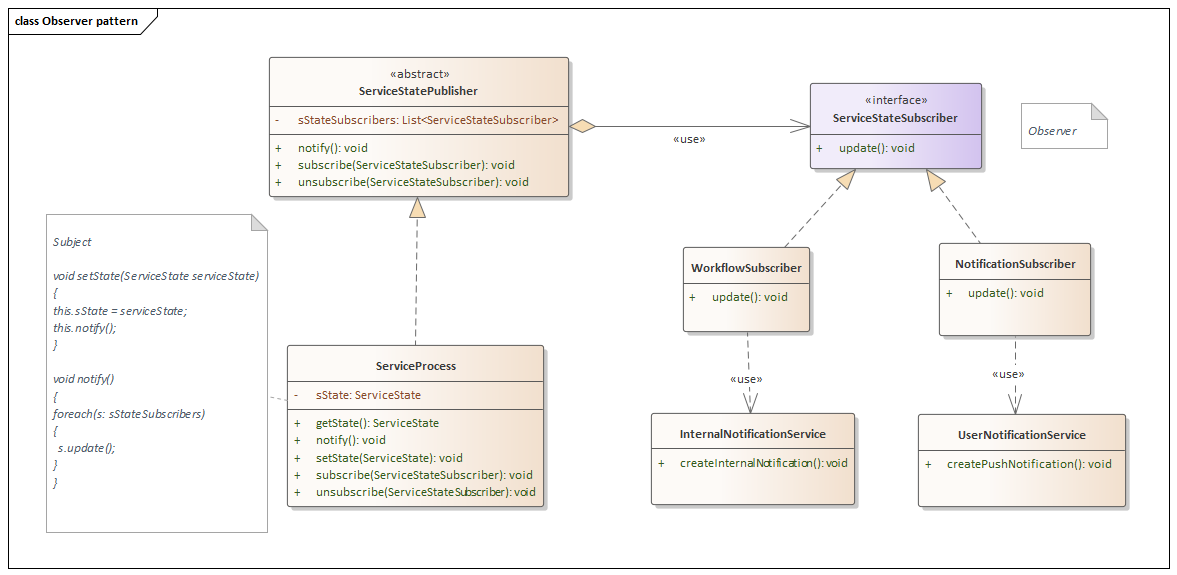 class Observer pattern
«abstract»
ServiceStatePublisher
- sStateSubscribers: List<ServiceStateSubscriber>
+ notify(): void
+ subscribe(ServiceStateSubscriber): void
+ unsubscribe(ServiceStateSubscriber): void
«use»
«interface»
ServiceStateSubscriber
+ update(): void
Observer
Subject
void setState(ServiceState serviceState)
{
this.sState = serviceState;
this.notify();
}
void notify()
{
foreach(s: sStateSubscribers)
{
s.update();
}
}
ServiceProcess
- sState: ServiceState
+ getState(): ServiceState
+ notify(): void
+ setState(ServiceState): void
+ subscribe(ServiceStateSubscriber): void
+ unsubscribe(ServiceStateSubscriber): void
WorkflowSubscriber
+ update(): void
NotificationSubscriber
+ update(): void
«use»
«use»
InternalNotificationService
+ createInternalNotification(): void
UserNotificationService
+ createPushNotification(): void